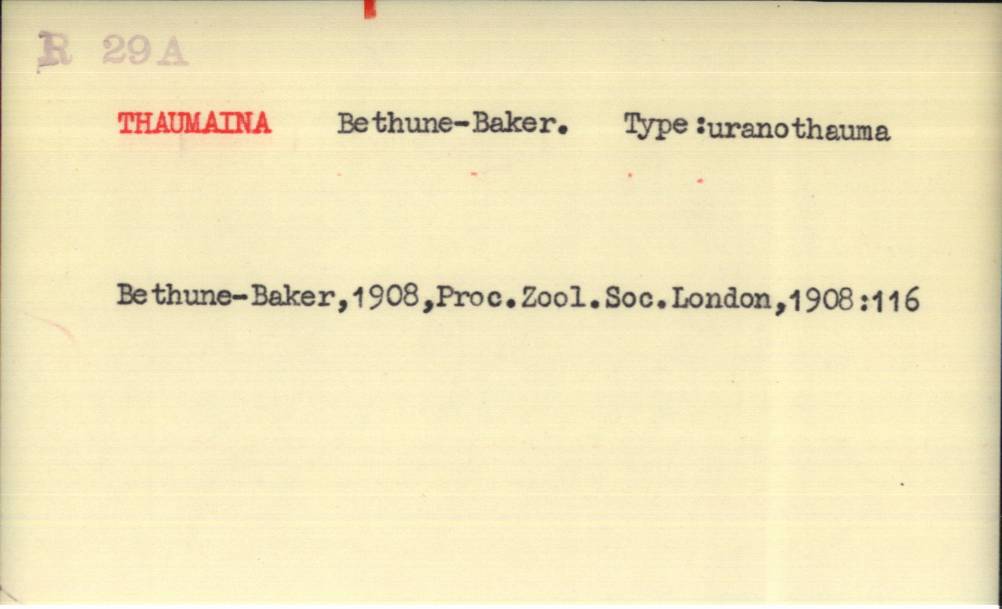 R 29A
THAUMAINA Bethune-Baker. Type:uranothauma
Bethune-Baker,1908,Proc.Zool.Soc.London,1908:116